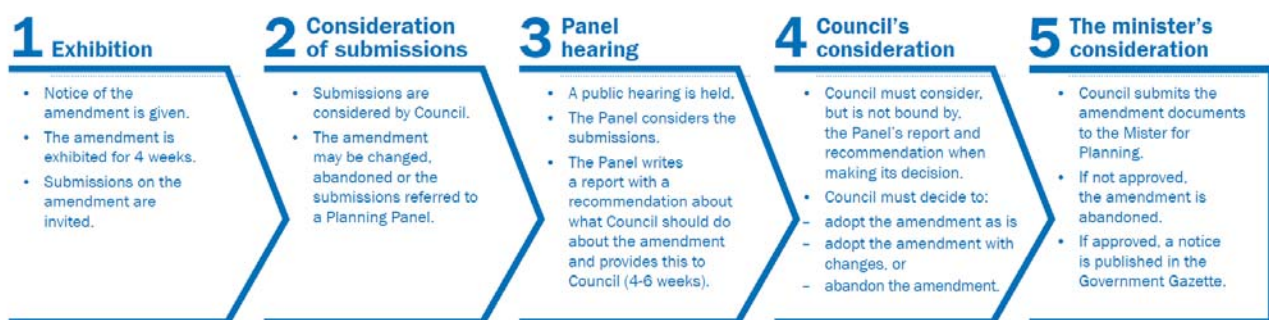 1 Exhibition
• Notice of the
amendment is given.
• The amendment is
exhibited for 4 weeks.
• Submissions on the
amendment are
invited.
2 Consideration
of submissions
• Submissions are
considered by Council.
• The amendment
may be changed,
abandoned or the
submissions referred to
a Planning Panel.
3 Panel
hearing
• A public hearing is held.
• The Panel considers the
submissions.
• The Panel writes
a report with a
recommendation about
what Council should do
about the amendment
and provides this to
Council (4-6 weeks).
4 Council's
consideration
• Council must consider,
but is not bound by,
the Panel's report and
recommendation when
making its decision.
• Council must decide to:
– adopt the amendment as is
– adopt the amendment with
changes, or
– abandon the amendment.
5 The minister's
consideration
• Council submits the
amendment documents
to the Mister for
Planning.
• If not approved,
the amendment is
abandoned.
• If approved, a notice
is published in the
Government Gazette.